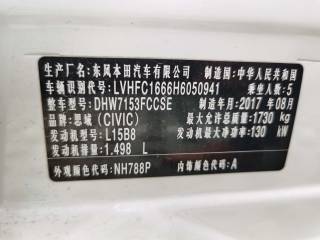 生产厂名:东风本田汽车有限公司 制造国:中华人民共和国
车辆识别代号:LVHFC1666H6050941 乘坐人数:5
整车型号:DHW7153FCCSE 制造年月:2017 年 08月
品牌:思域 (CIVIC) 最大允许总质量:1730 kg
发动机型号:L15B8 发动机最大净功率:130 kW
发动机排量:1.498 L
外观颜色代码:NH788P 内饰颜色代码:A